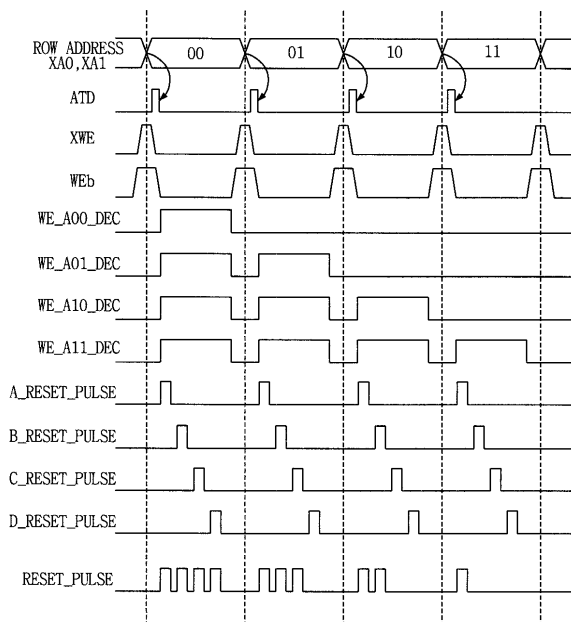 ROW ADDRESS
XA0,XA1
00 01 10 11
ATD
XWE
WEb
WE_A00_DEC
WE_A01_DEC
WE_A10_DEC
WE_A11_DEC
A_RESET_PULSE
B_RESET_PULSE
C_RESET_PULSE
D_RESET_PULSE
RESET_PULSE